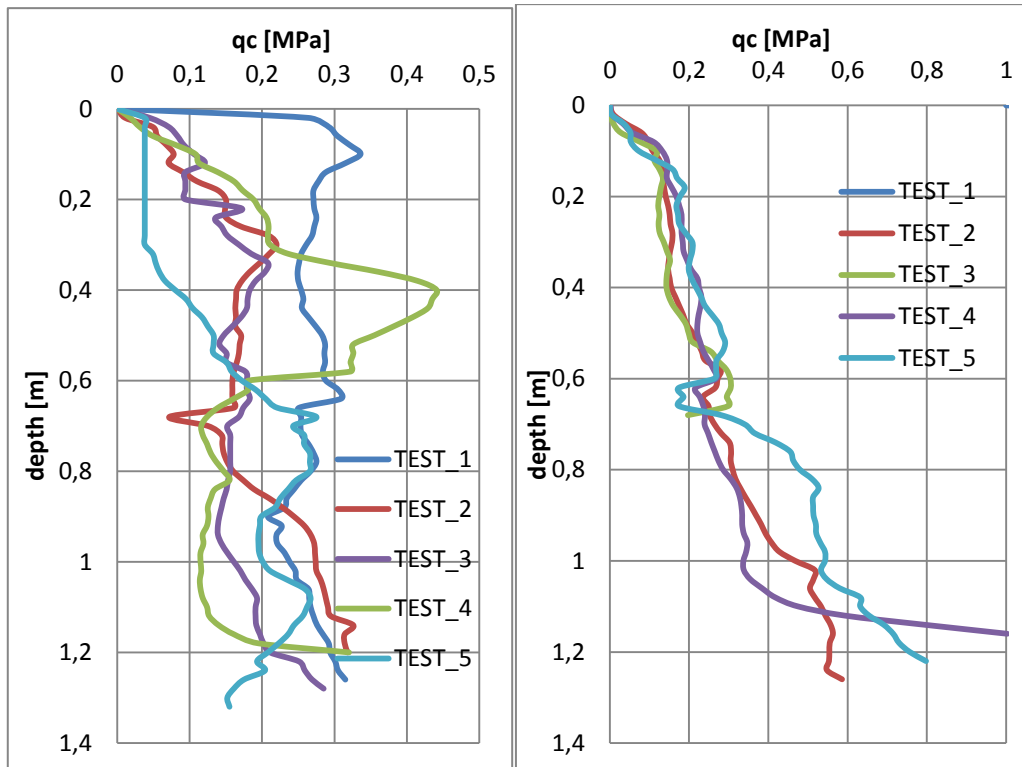 qc [MPa]
0 0,1 0,2 0,3 0,4 0,5
0
0,2
0,4
0,6
0,8
1
1,2
1,4
depth [m]
TEST_1
TEST_2
TEST_3
TEST_4
TEST_5
qc [MPa]
0 0,2 0,4 0,6 0,8 1
0
0,2
0,4
0,6
0,8
1
1,2
1,4
depth [m]
TEST_1
TEST_2
TEST_3
TEST_4
TEST_5